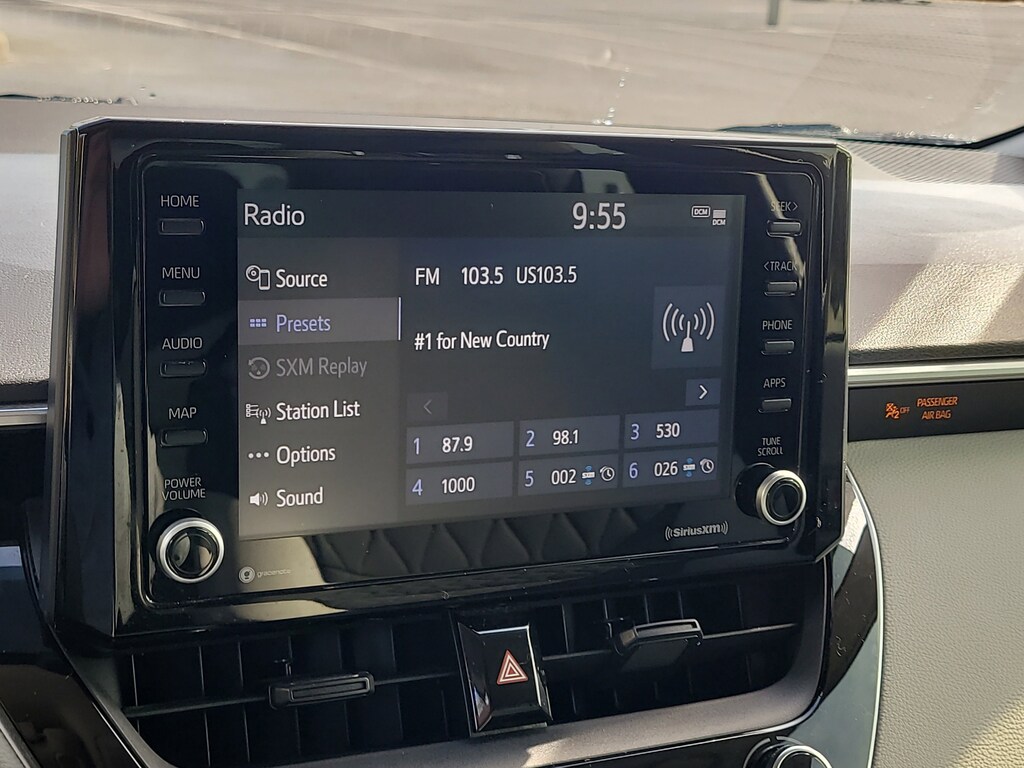 HOME
MENU
AUDIO
MAP
POWER
VOLUME
Radio
9:55
DCM
DCM
Source
Presets
SXM Replay
Station List
Options
Sound
FM 103.5 US103.5
#1 for New Country
1 87.9
2 98.1
3 530
4 1000
5 002
6 026
SEEK>
<TRACK
PHONE
APPS
TUNE
SCROLL
gracenote
((SiriusXM))
OFF
PASSENGER
AIR BAG